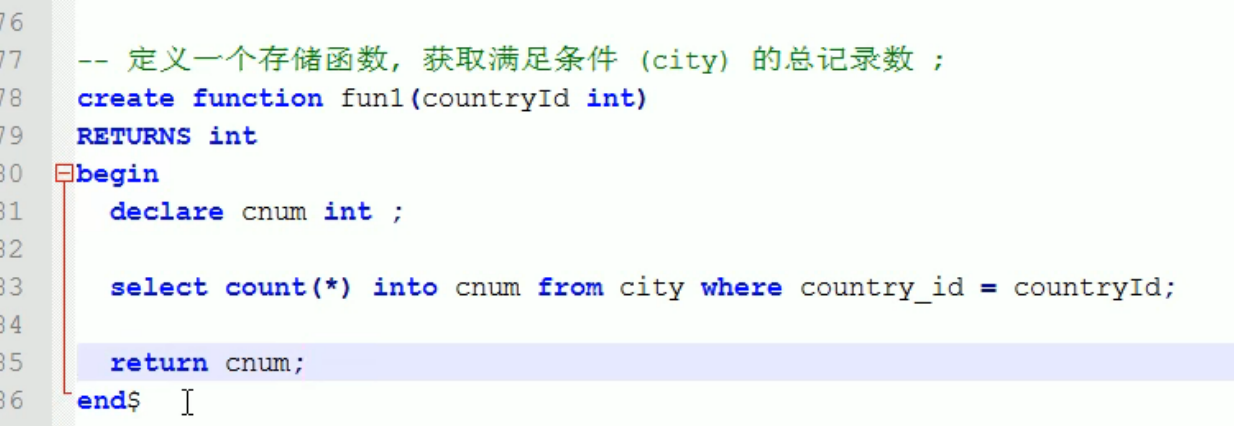 76
77 -- 定义一个存储函数, 获取满足条件 (city) 的总记录数 ;
78 create function fun1(countryId int)
79 RETURNS int
80 begin
81 declare cnum int ;
82
83 select count(*) into cnum from city where country_id = countryId;
84
85 return cnum;
86 end$